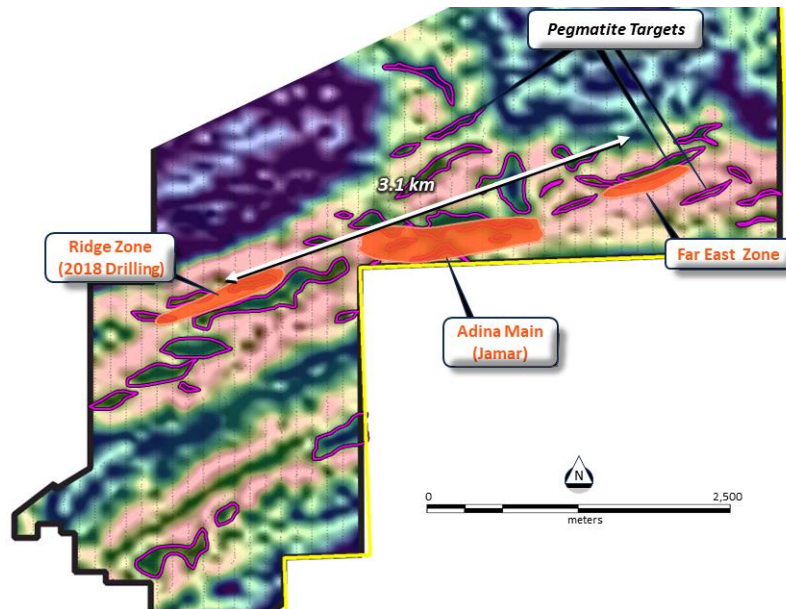 Pegmatite Targets
3.1 km
Ridge Zone
(2018 Drilling)
Far East Zone
Adina Main
(Jamar)
N
0 2,500
meters